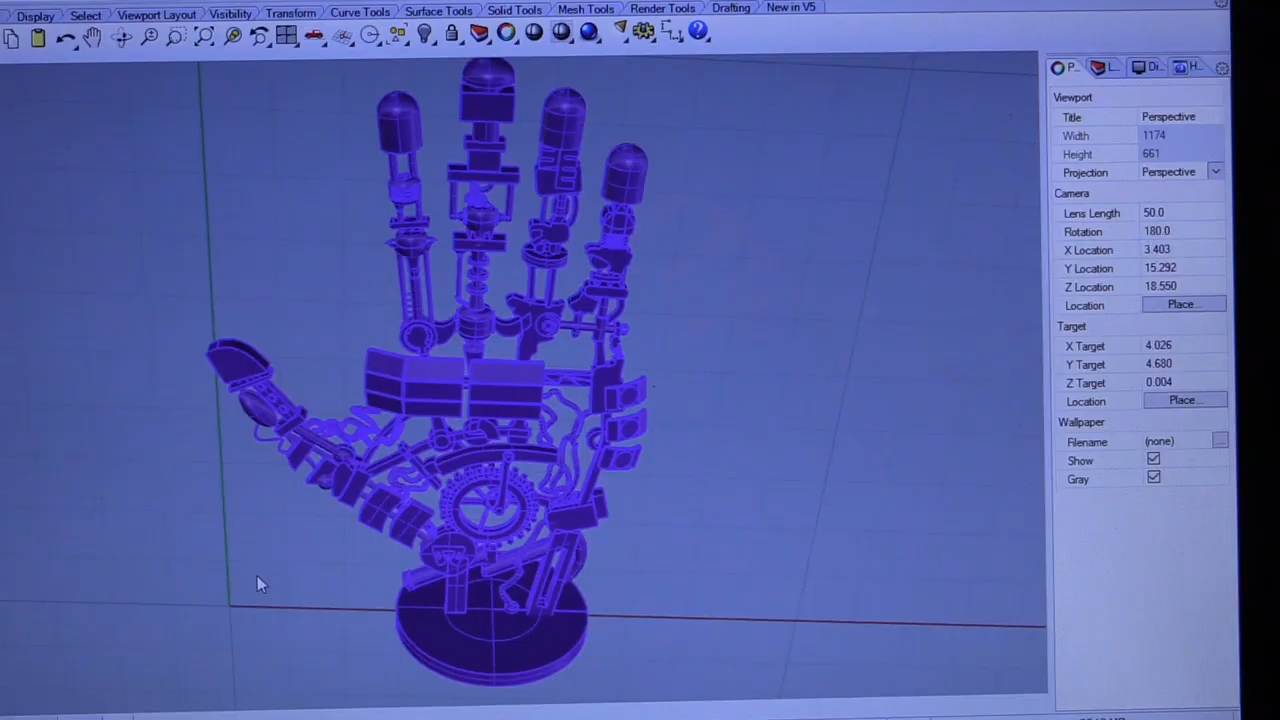 Display Select Viewport Layout Visibility Transform Curve Tools Surface Tools Solid Tools Mesh Tools Render Tools Drafting New in V5
P... L... Di... H...
Viewport
Title Perspective
Width 1174
Height 661
Projection Perspective
Camera
Lens Length 50.0
Rotation 180.0
X Location 3.403
Y Location 15.292
Z Location 18.550
Location Place...
Target
X Target 4.026
Y Target 4.680
Z Target 0.004
Location Place...
Wallpaper
Filename (none) ...
Show
Gray